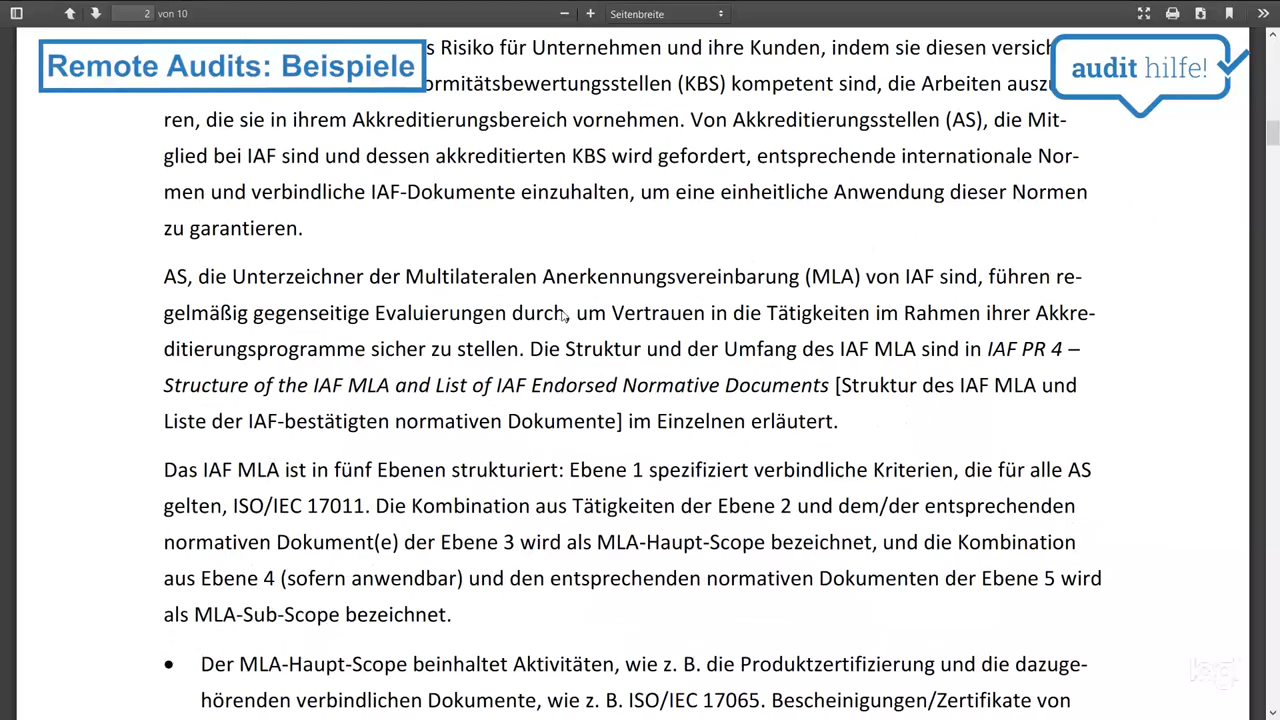 2 von 10
Seitenbreite
Remote Audits: Beispiele
audit hilfe!
s Risiko für Unternehmen und ihre Kunden, indem sie diesen versich
ormitätsbewertungsstellen (KBS) kompetent sind, die Arbeiten auszu
ren, die sie in ihrem Akkreditierungsbereich vornehmen. Von Akkreditierungsstellen (AS), die Mit-
glied bei IAF sind und dessen akkreditierten KBS wird gefordert, entsprechende internationale Nor-
men und verbindliche IAF-Dokumente einzuhalten, um eine einheitliche Anwendung dieser Normen
zu garantieren.
AS, die Unterzeichner der Multilateralen Anerkennungsvereinbarung (MLA) von IAF sind, führen re-
gelmäßig gegenseitige Evaluierungen durch, um Vertrauen in die Tätigkeiten im Rahmen ihrer Akkre-
ditierungsprogramme sicher zu stellen. Die Struktur und der Umfang des IAF MLA sind in IAF PR 4 –
Structure of the IAF MLA and List of IAF Endorsed Normative Documents [Struktur des IAF MLA und
Liste der IAF-bestätigten normativen Dokumente] im Einzelnen erläutert.
Das IAF MLA ist in fünf Ebenen strukturiert: Ebene 1 spezifiziert verbindliche Kriterien, die für alle AS
gelten, ISO/IEC 17011. Die Kombination aus Tätigkeiten der Ebene 2 und dem/der entsprechenden
normativen Dokument(e) der Ebene 3 wird als MLA-Haupt-Scope bezeichnet, und die Kombination
aus Ebene 4 (sofern anwendbar) und den entsprechenden normativen Dokumenten der Ebene 5 wird
als MLA-Sub-Scope bezeichnet.
• Der MLA-Haupt-Scope beinhaltet Aktivitäten, wie z. B. die Produktzertifizierung und die dazuge-
hörenden verbindlichen Dokumente, wie z. B. ISO/IEC 17065. Bescheinigungen/Zertifikate von